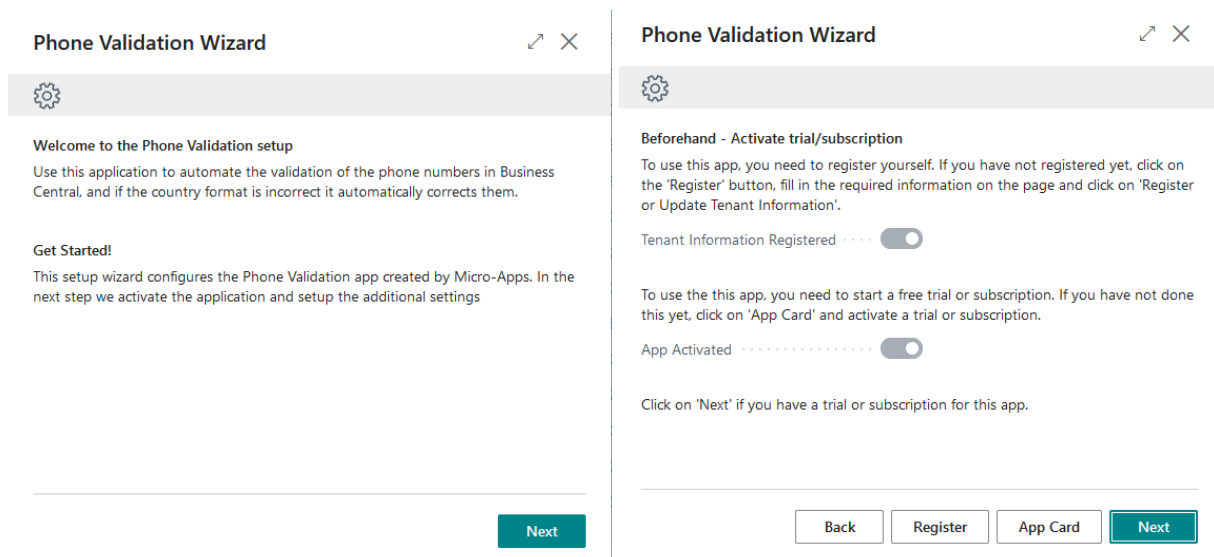 Phone Validation Wizard
Welcome to the Phone Validation setup
Use this application to automate the validation of the phone numbers in Business
Central, and if the country format is incorrect it automatically corrects them.
Get Started!
This setup wizard configures the Phone Validation app created by Micro-Apps. In the
next step we activate the application and setup the additional settings
Next
Phone Validation Wizard
Beforehand - Activate trial/subscription
To use this app, you need to register yourself. If you have not registered yet, click on
the 'Register' button, fill in the required information on the page and click on 'Register
or Update Tenant Information'.
Tenant Information Registered
To use the this app, you need to start a free trial or subscription. If you have not done
this yet, click on 'App Card' and activate a trial or subscription.
App Activated
Click on 'Next' if you have a trial or subscription for this app.
Back Register App Card Next